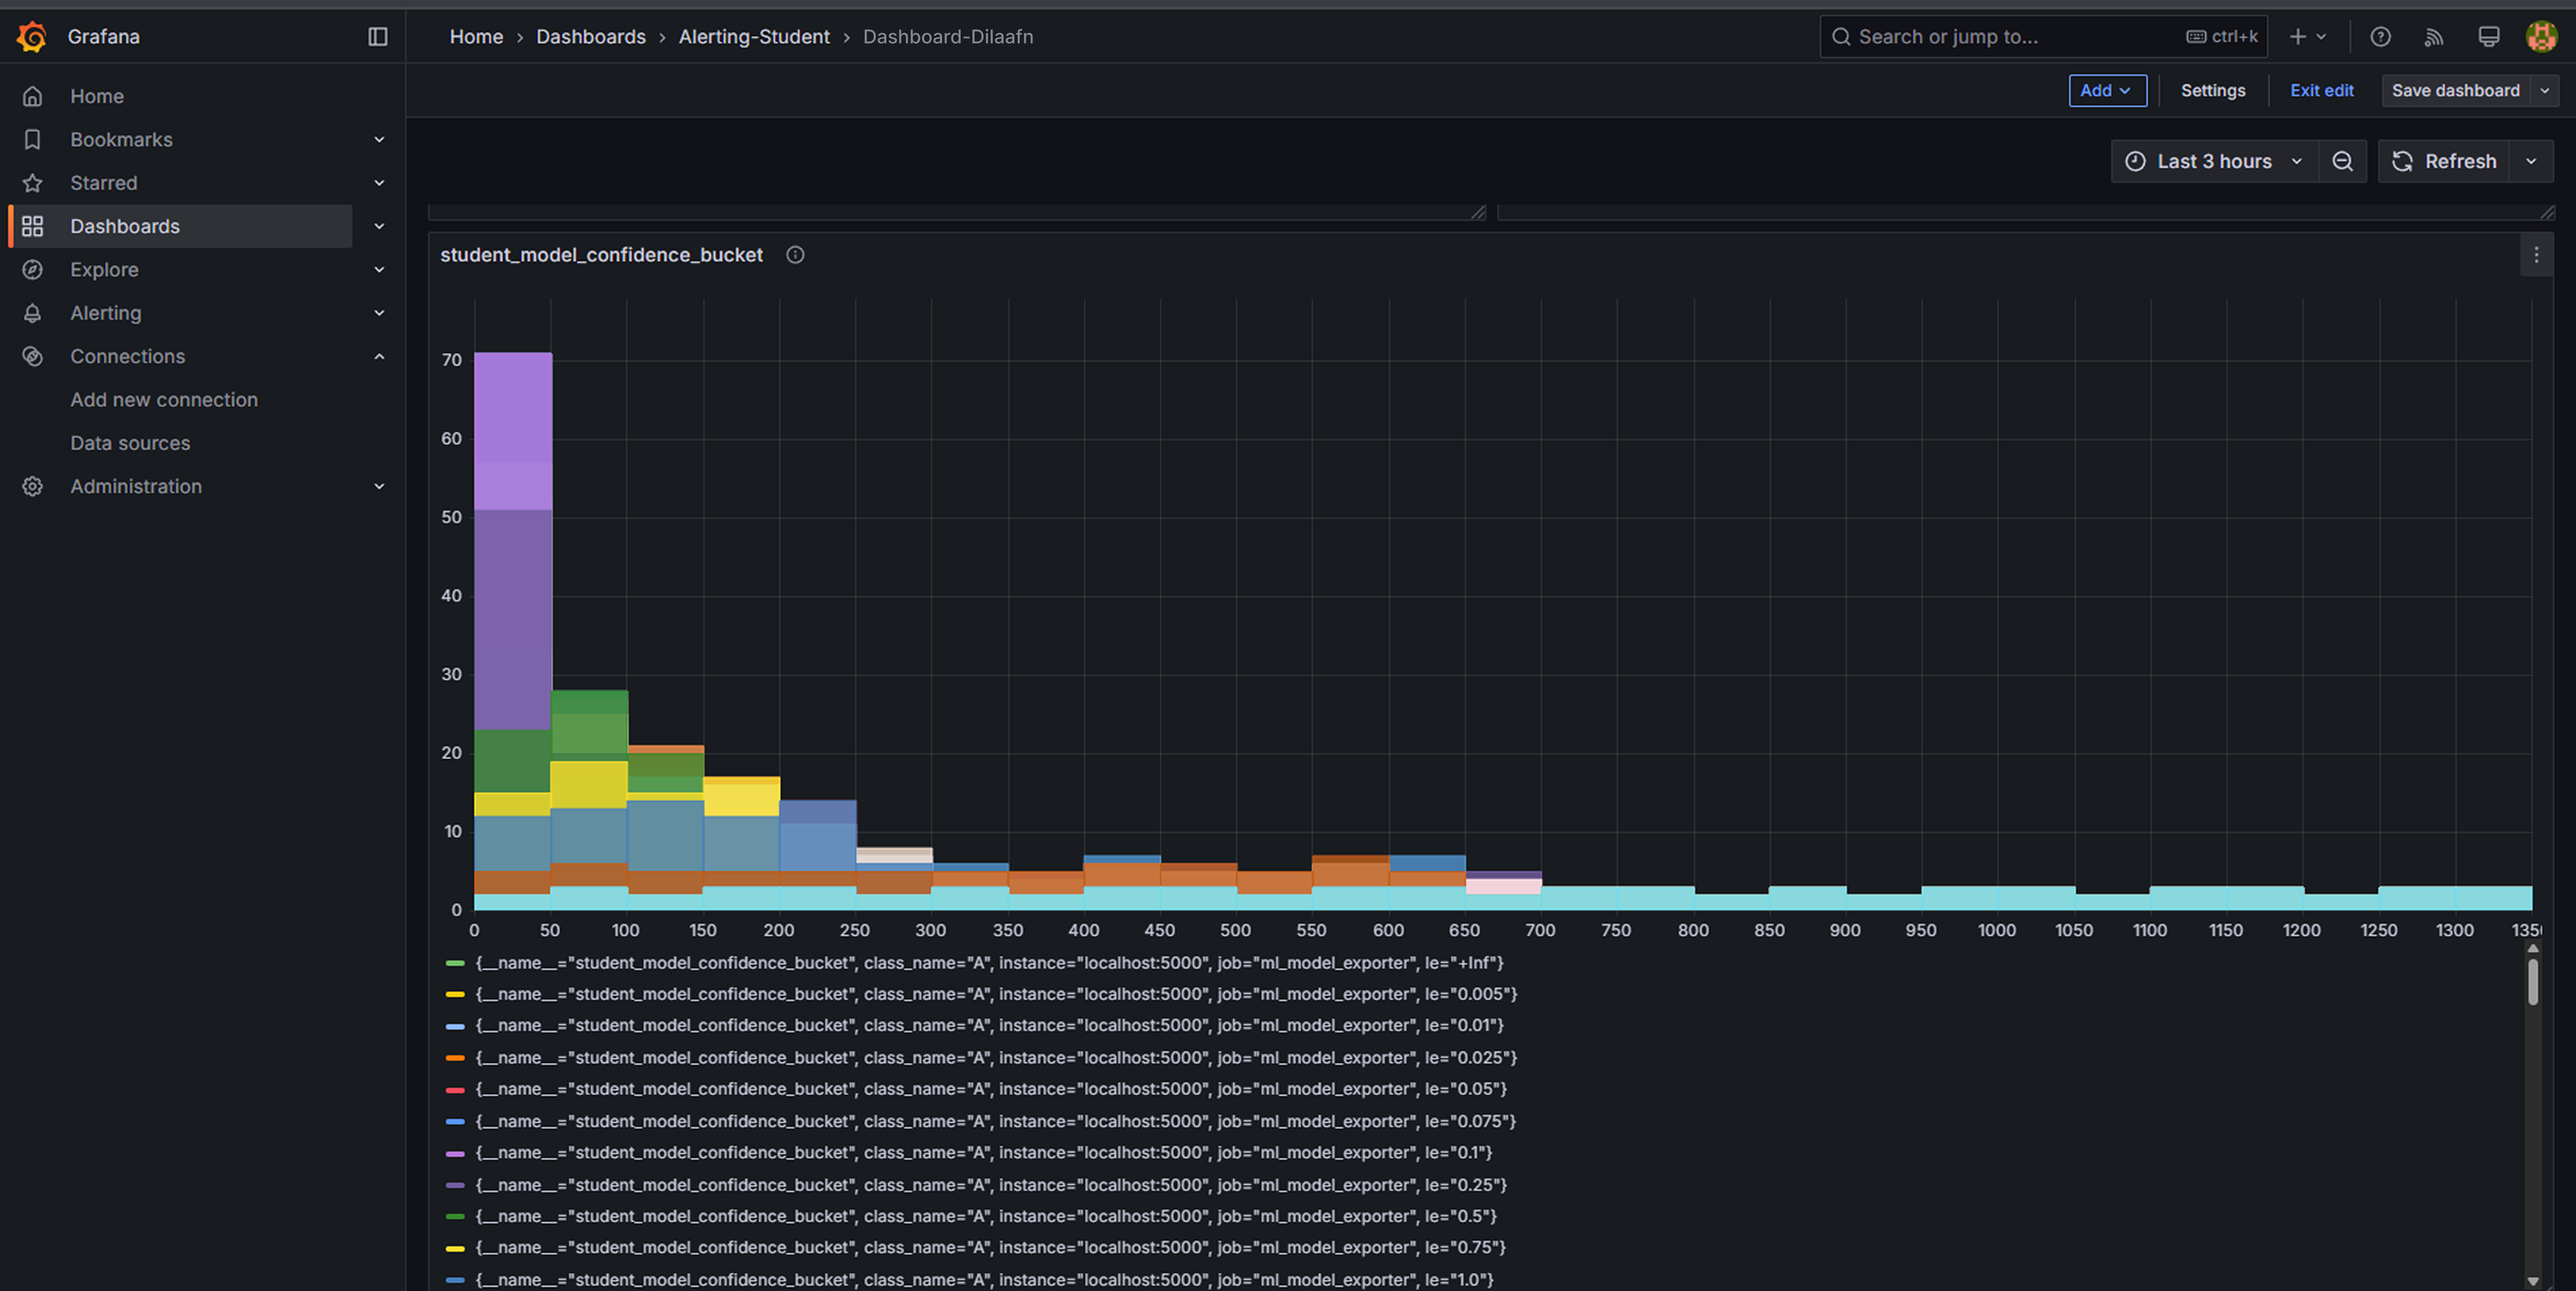 Grafana
Home › Dashboards › Alerting-Student › Dashboard-Dilaafn
Search or jump to... ctrl+k
Home
Bookmarks
Starred
Dashboards
Explore
Alerting
Connections
Add new connection
Data sources
Administration
Add Settings Exit edit Save dashboard
Last 3 hours Refresh
student_model_confidence_bucket
70
60
50
40
30
20
10
0
0 50 100 150 200 250 300 350 400 450 500 550 600 650 700 750 800 850 900 950 1000 1050 1100 1150 1200 1250 1300 1350
{__name__="student_model_confidence_bucket", class_name="A", instance="localhost:5000", job="ml_model_exporter", le="+Inf"}
{__name__="student_model_confidence_bucket", class_name="A", instance="localhost:5000", job="ml_model_exporter", le="0.005"}
{__name__="student_model_confidence_bucket", class_name="A", instance="localhost:5000", job="ml_model_exporter", le="0.01"}
{__name__="student_model_confidence_bucket", class_name="A", instance="localhost:5000", job="ml_model_exporter", le="0.025"}
{__name__="student_model_confidence_bucket", class_name="A", instance="localhost:5000", job="ml_model_exporter", le="0.05"}
{__name__="student_model_confidence_bucket", class_name="A", instance="localhost:5000", job="ml_model_exporter", le="0.075"}
{__name__="student_model_confidence_bucket", class_name="A", instance="localhost:5000", job="ml_model_exporter", le="0.1"}
{__name__="student_model_confidence_bucket", class_name="A", instance="localhost:5000", job="ml_model_exporter", le="0.25"}
{__name__="student_model_confidence_bucket", class_name="A", instance="localhost:5000", job="ml_model_exporter", le="0.5"}
{__name__="student_model_confidence_bucket", class_name="A", instance="localhost:5000", job="ml_model_exporter", le="0.75"}
{__name__="student_model_confidence_bucket", class_name="A", instance="localhost:5000", job="ml_model_exporter", le="1.0"}